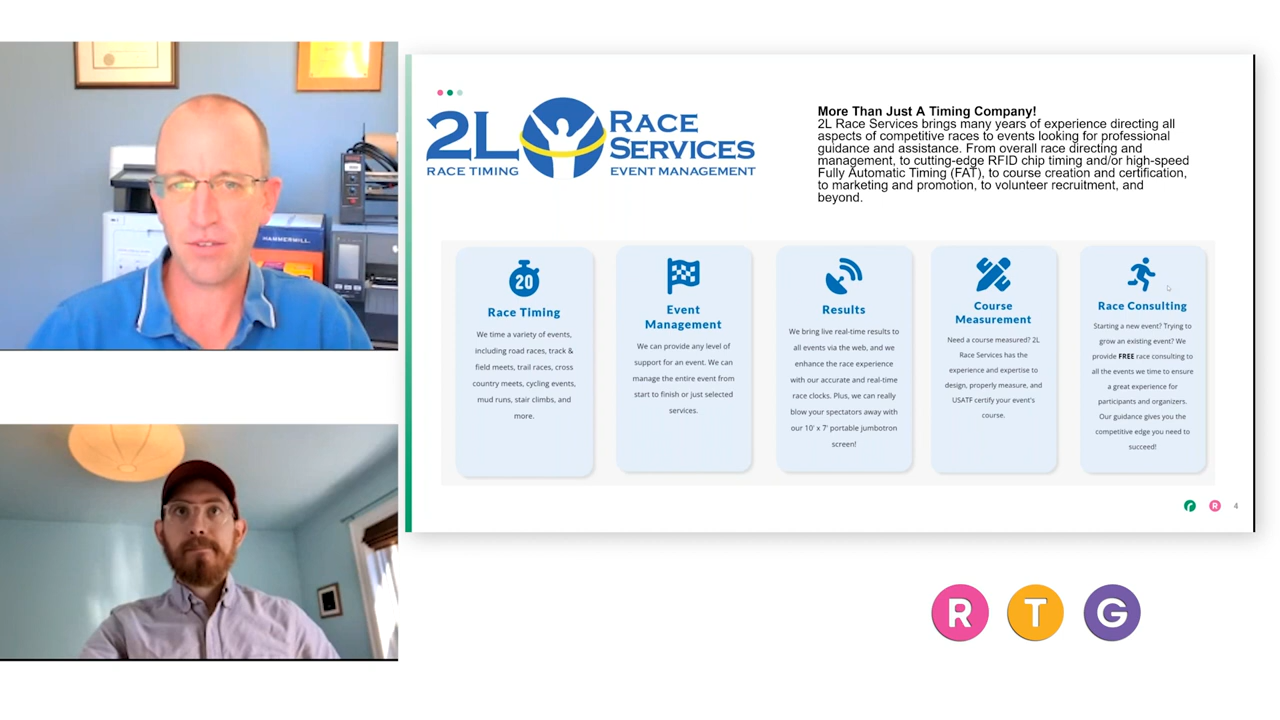 HAMMERMILL
2L RACE
SERVICES
RACE TIMING EVENT MANAGEMENT
More Than Just A Timing Company!
2L Race Services brings many years of experience directing all
aspects of competitive races to events looking for professional
guidance and assistance. From overall race directing and
management, to cutting-edge RFID chip timing and/or high-speed
Fully Automatic Timing (FAT), to course creation and certification,
to marketing and promotion, to volunteer recruitment, and
beyond.
20
Race Timing
We time a variety of events,
including road races, track &
field meets, trail races, cross
country meets, cycling events,
mud runs, stair climbs, and
more.
Event
Management
We can provide any level of
support for an event. We can
manage the entire event from
start to finish or just selected
services.
Results
We bring live real-time results to
all events via the web, and we
enhance the race experience
with our accurate and real-time
race clocks. Plus, we can really
blow your spectators away with
our 10' x 7' portable jumbotron
screen!
Course
Measurement
Need a course measured? 2L
Race Services has the
experience and expertise to
design, properly measure, and
USATF certify your event's
course.
Race Consulting
Starting a new event? Trying to
grow an existing event? We
provide FREE race consulting to
all the events we time to ensure
a great experience for
participants and organizers.
Our guidance gives you the
competitive edge you need to
succeed!
R 4
R T G